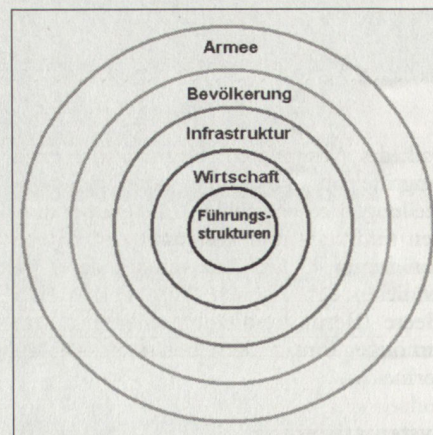 Armee
Bevölkerung
Infrastruktur
Wirtschaft
Führungs-
strukturen